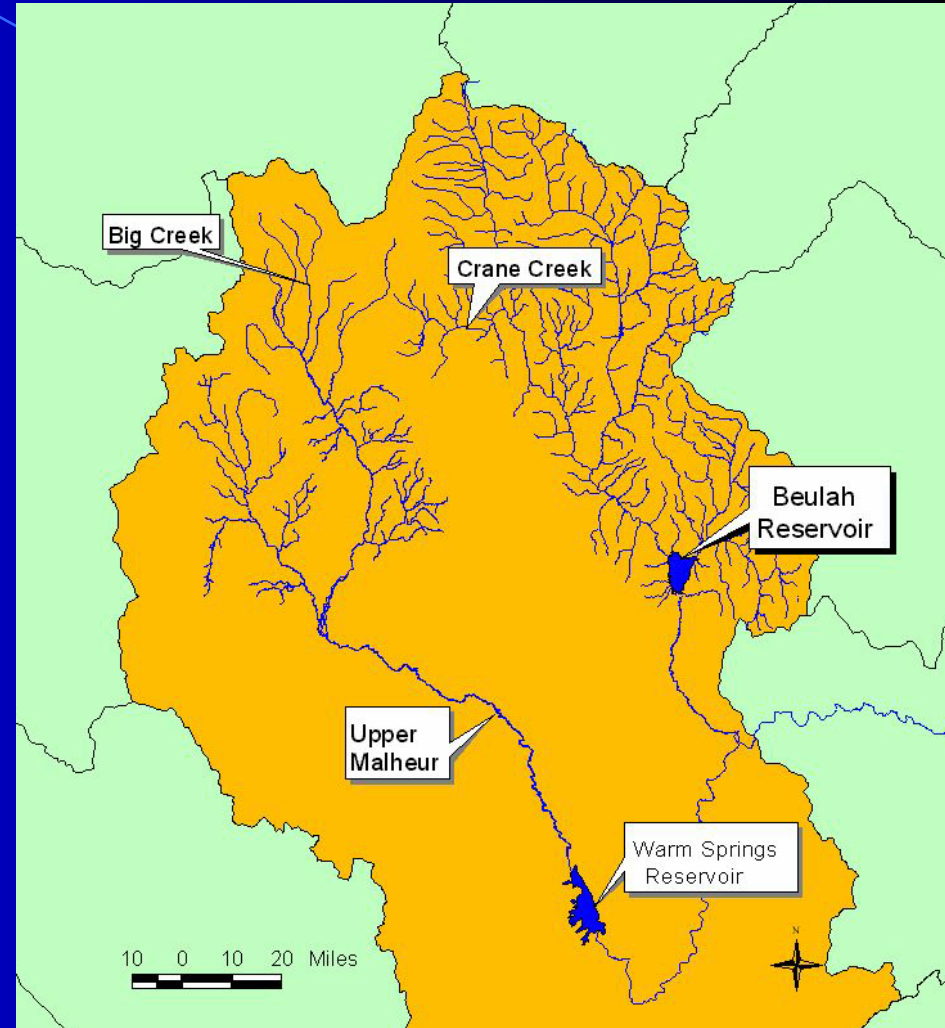 Big Creek
Crane Creek
Beulah
Reservoir
Upper
Malheur
Warm Springs
Reservoir
N
10 0 10 20 Miles